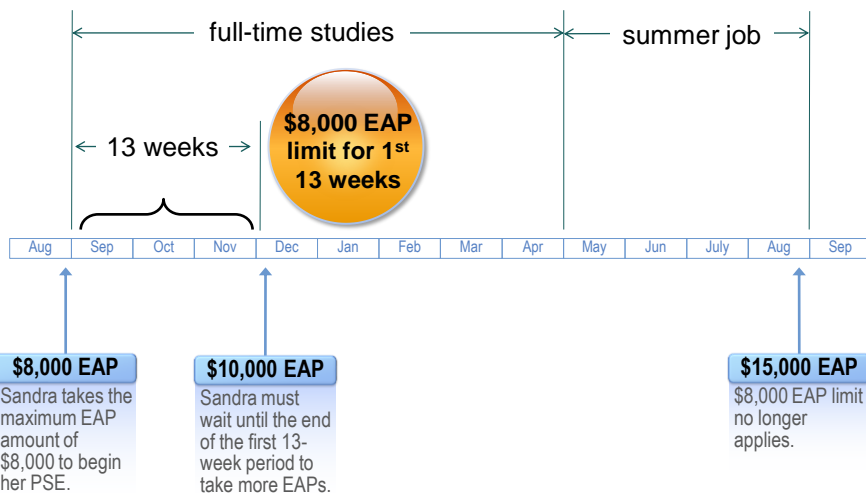 full-time studies
summer job
$8,000 EAP
limit for 1st
13 weeks
13 weeks
Aug Sep Oct Nov Dec Jan Feb Mar Apr May Jun July Aug Sep
$8,000 EAP
Sandra takes the
maximum EAP
amount of
$8,000 to begin
her PSE.
$10,000 EAP
Sandra must
wait until the end
of the first 13-
week period to
take more EAPs.
$15,000 EAP
$8,000 EAP limit
no longer
applies.